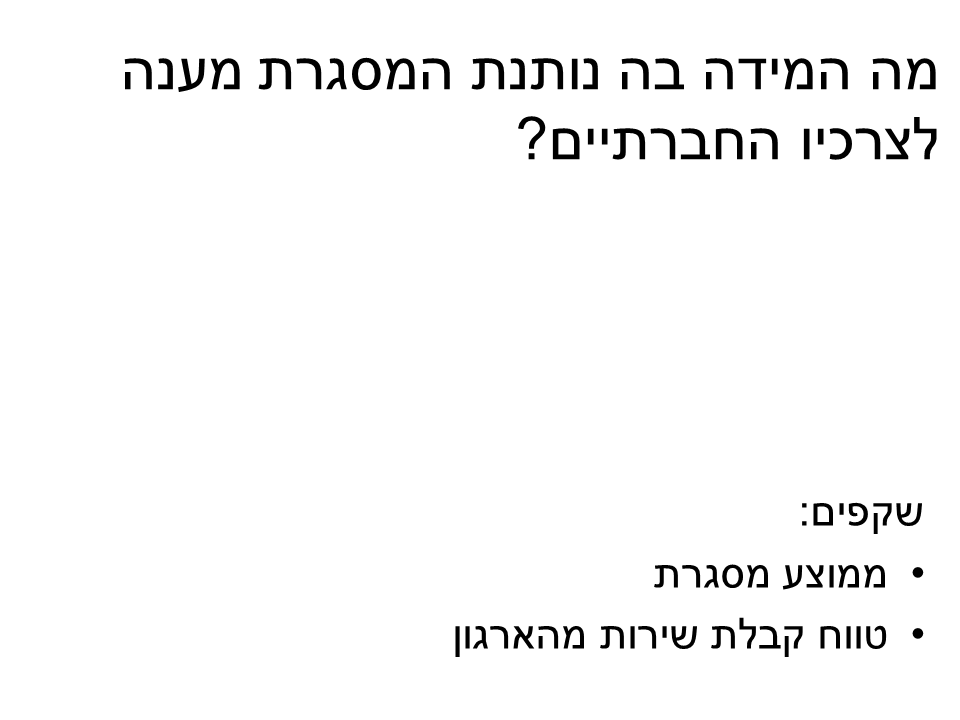 מה המידה בה נותנת המסגרת מענה
לצרכיו החברתיים?
שקפים:
• ממוצע מסגרת
• טווח קבלת שירות מהארגון